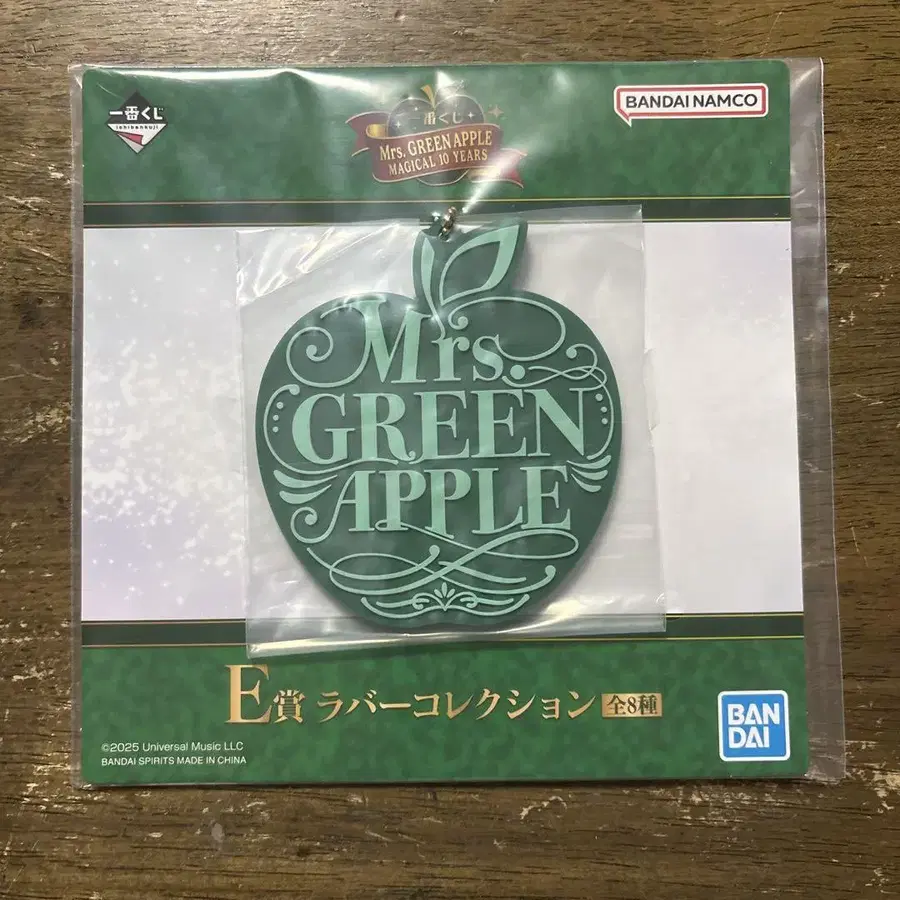 一番くじ
ichibankuji
一番くじ
Mrs. GREEN APPLE
MAGICAL 10 YEARS
BANDAI NAMCO
Mrs.
GREEN
APPLE
E賞 ラバーコレクション 全8種
©2025 Universal Music LLC
BANDAI SPIRITS MADE IN CHINA
BAN
DAI